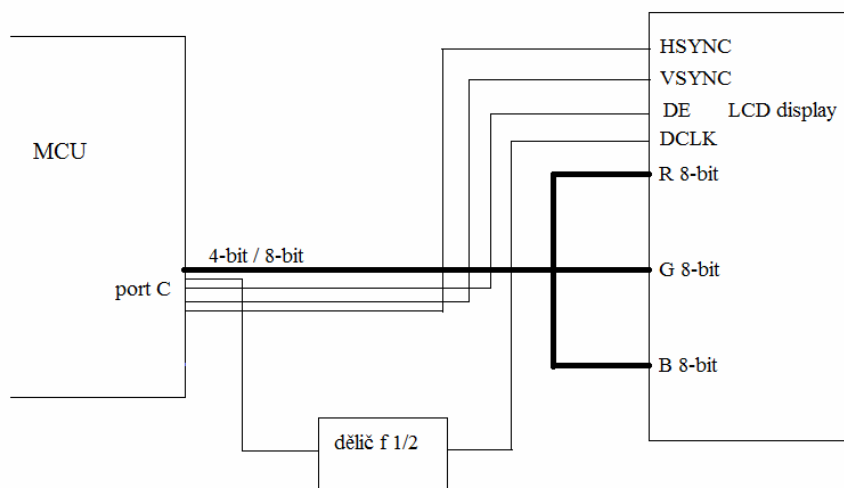 HSYNC
VSYNC
DE LCD display
DCLK
MCU
R 8-bit
4-bit / 8-bit
G 8-bit
port C
B 8-bit
dělič f 1/2